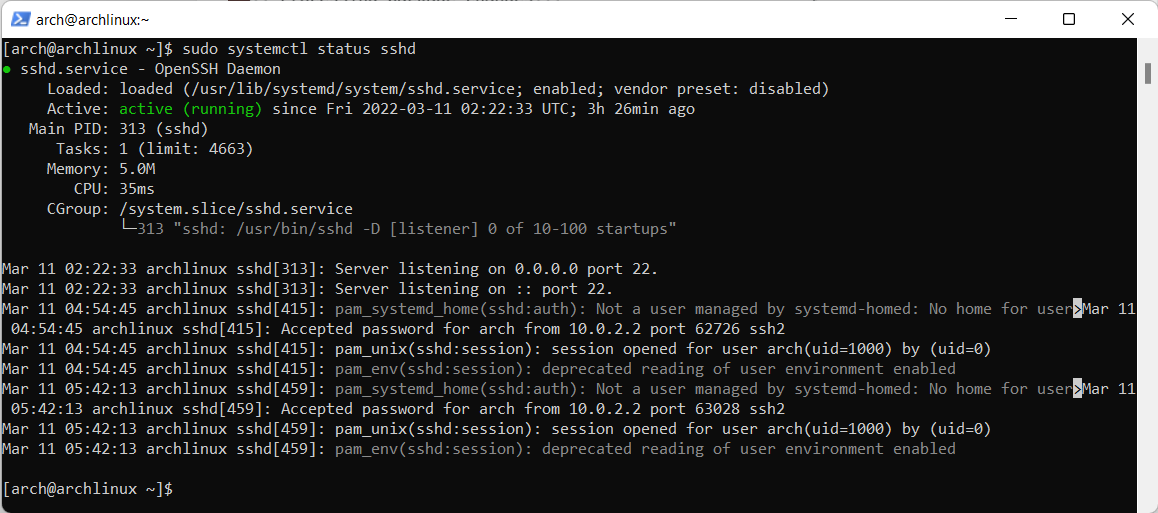 arch@archlinux:~
[arch@archlinux ~]$ sudo systemctl status sshd
● sshd.service - OpenSSH Daemon
     Loaded: loaded (/usr/lib/systemd/system/sshd.service; enabled; vendor preset: disabled)
     Active: active (running) since Fri 2022-03-11 02:22:33 UTC; 3h 26min ago
   Main PID: 313 (sshd)
      Tasks: 1 (limit: 4663)
     Memory: 5.0M
        CPU: 35ms
     CGroup: /system.slice/sshd.service
             └─313 "sshd: /usr/bin/sshd -D [listener] 0 of 10-100 startups"
Mar 11 02:22:33 archlinux sshd[313]: Server listening on 0.0.0.0 port 22.
Mar 11 02:22:33 archlinux sshd[313]: Server listening on :: port 22.
Mar 11 04:54:45 archlinux sshd[415]: pam_systemd_home(sshd:auth): Not a user managed by systemd-homed: No home for user>Mar 11
 04:54:45 archlinux sshd[415]: Accepted password for arch from 10.0.2.2 port 62726 ssh2
Mar 11 04:54:45 archlinux sshd[415]: pam_unix(sshd:session): session opened for user arch(uid=1000) by (uid=0)
Mar 11 04:54:45 archlinux sshd[415]: pam_env(sshd:session): deprecated reading of user environment enabled
Mar 11 05:42:13 archlinux sshd[459]: pam_systemd_home(sshd:auth): Not a user managed by systemd-homed: No home for user>Mar 11
 05:42:13 archlinux sshd[459]: Accepted password for arch from 10.0.2.2 port 63028 ssh2
Mar 11 05:42:13 archlinux sshd[459]: pam_unix(sshd:session): session opened for user arch(uid=1000) by (uid=0)
Mar 11 05:42:13 archlinux sshd[459]: pam_env(sshd:session): deprecated reading of user environment enabled
[arch@archlinux ~]$